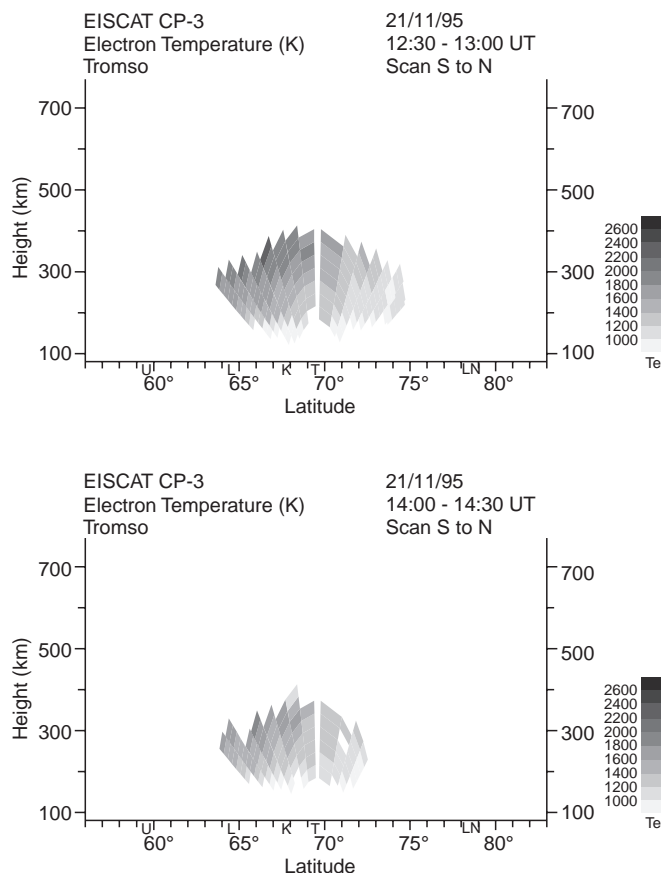 EISCAT CP-3 21/11/95
Electron Temperature (K) 12:30 - 13:00 UT
Tromso Scan S to N
700 700
500 500
Height (km)
300 300
100 100
2600
2400
2200
2000
1800
1600
1400
1200
1000
Te
U L K T LN
60° 65° 70° 75° 80°
Latitude
EISCAT CP-3 21/11/95
Electron Temperature (K) 14:00 - 14:30 UT
Tromso Scan S to N
700 700
500 500
Height (km)
300 300
100 100
2600
2400
2200
2000
1800
1600
1400
1200
1000
Te
U L K T LN
60° 65° 70° 75° 80°
Latitude